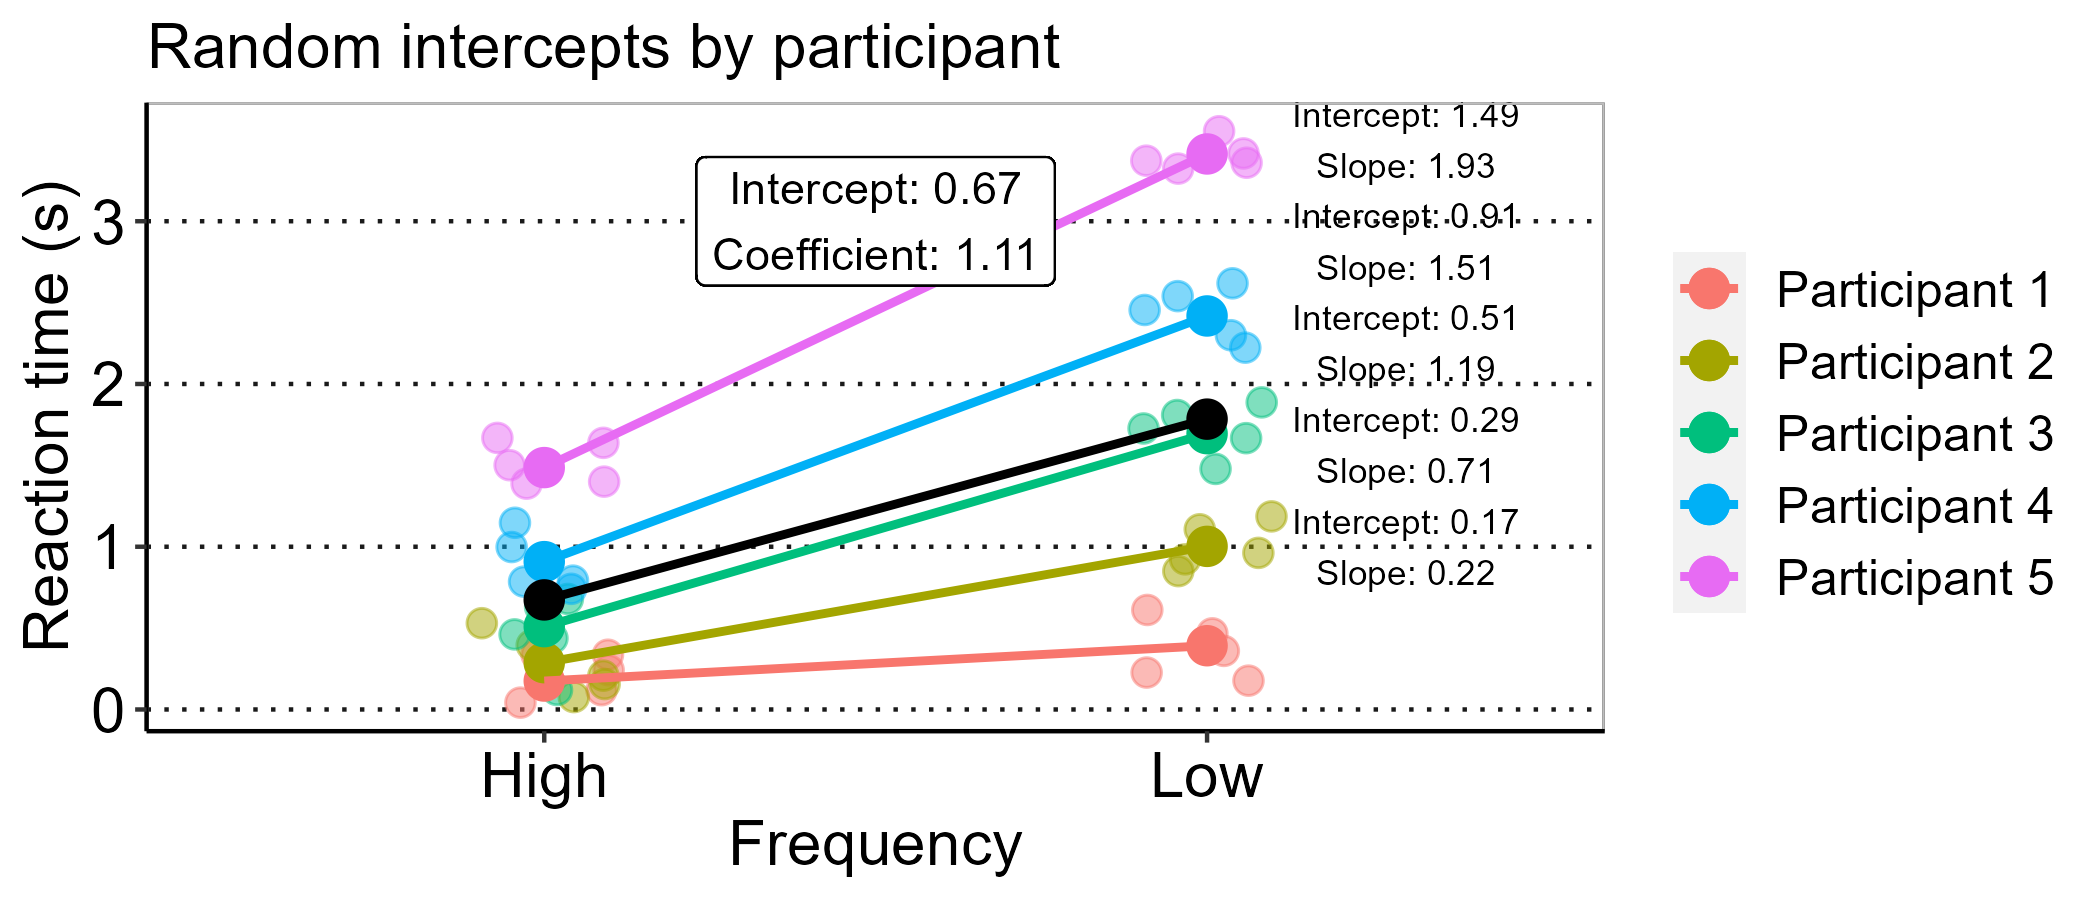 Random intercepts by participant
Reaction time (s)
3
2
1
0
Intercept: 0.67
Coefficient: 1.11
Intercept: 1.49
Slope: 1.93
Intercept: 0.91
Slope: 1.51
Intercept: 0.51
Slope: 1.19
Intercept: 0.29
Slope: 0.71
Intercept: 0.17
Slope: 0.22
High
Low
Frequency
Participant 1
Participant 2
Participant 3
Participant 4
Participant 5